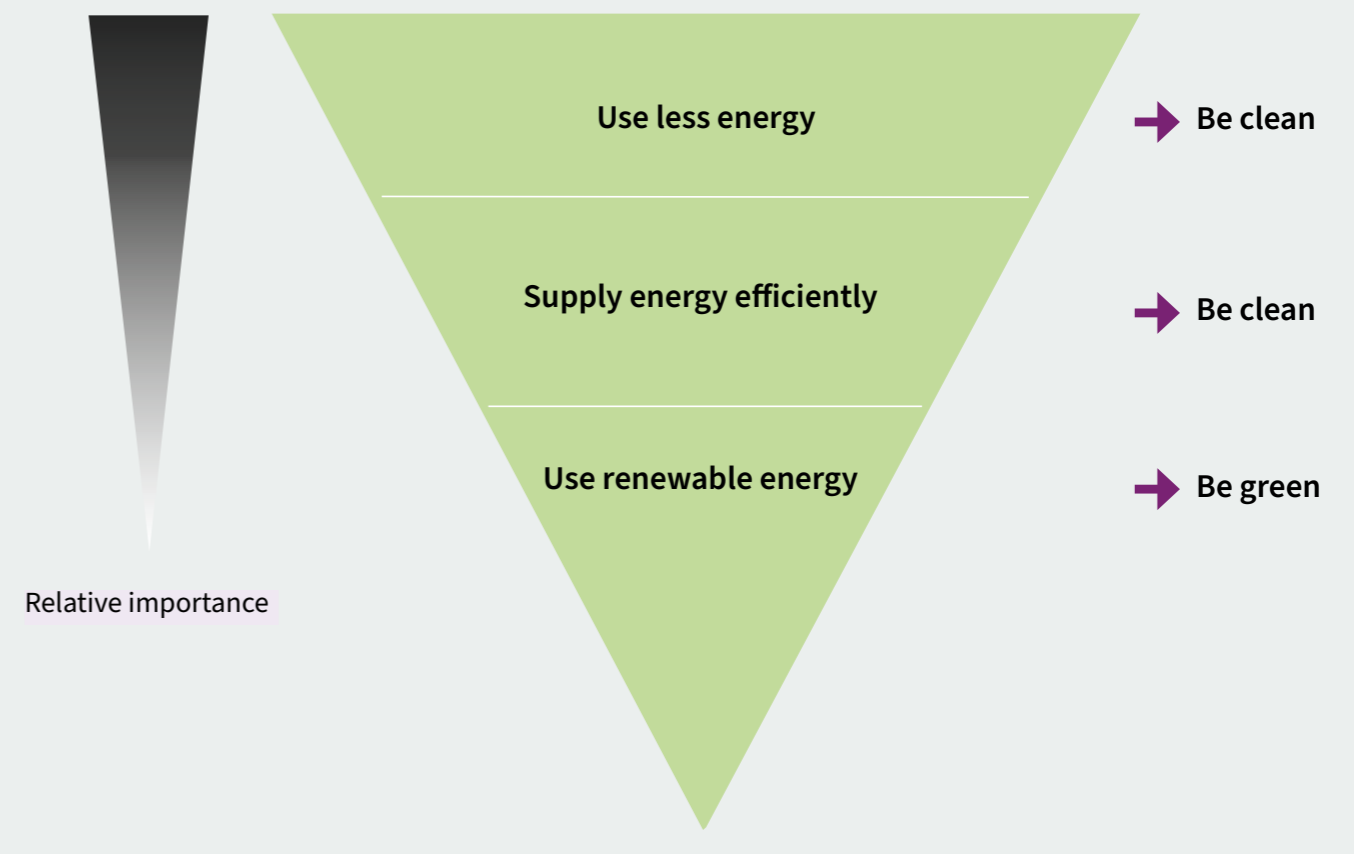 Use less energy
Be clean
Supply energy efficiently
Be clean
Use renewable energy
Be green
Relative importance